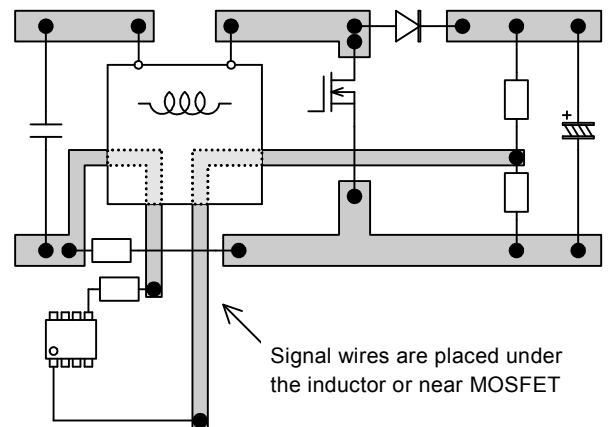 +
Signal wires are placed under
the inductor or near MOSFET